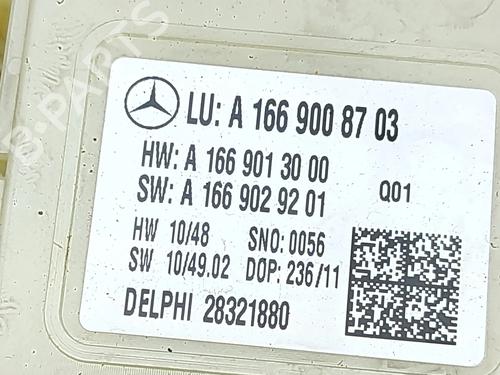 B-PARTS
LU: A 166 900 87 03
HW: A 166 901 30 00
SW: A 166 902 92 01 Q01
HW 10/48 SNO: 0056
SW 10/49.02 DOP: 236/11
DELPHI 28321880